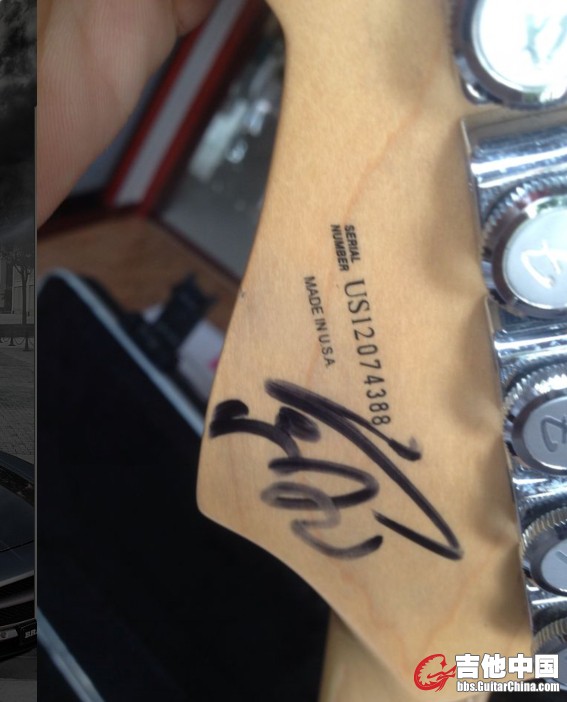 SERIAL
NUMBER
US12074388
MADE IN U.S.A
吉他中国
bbs.GuitarChina.com